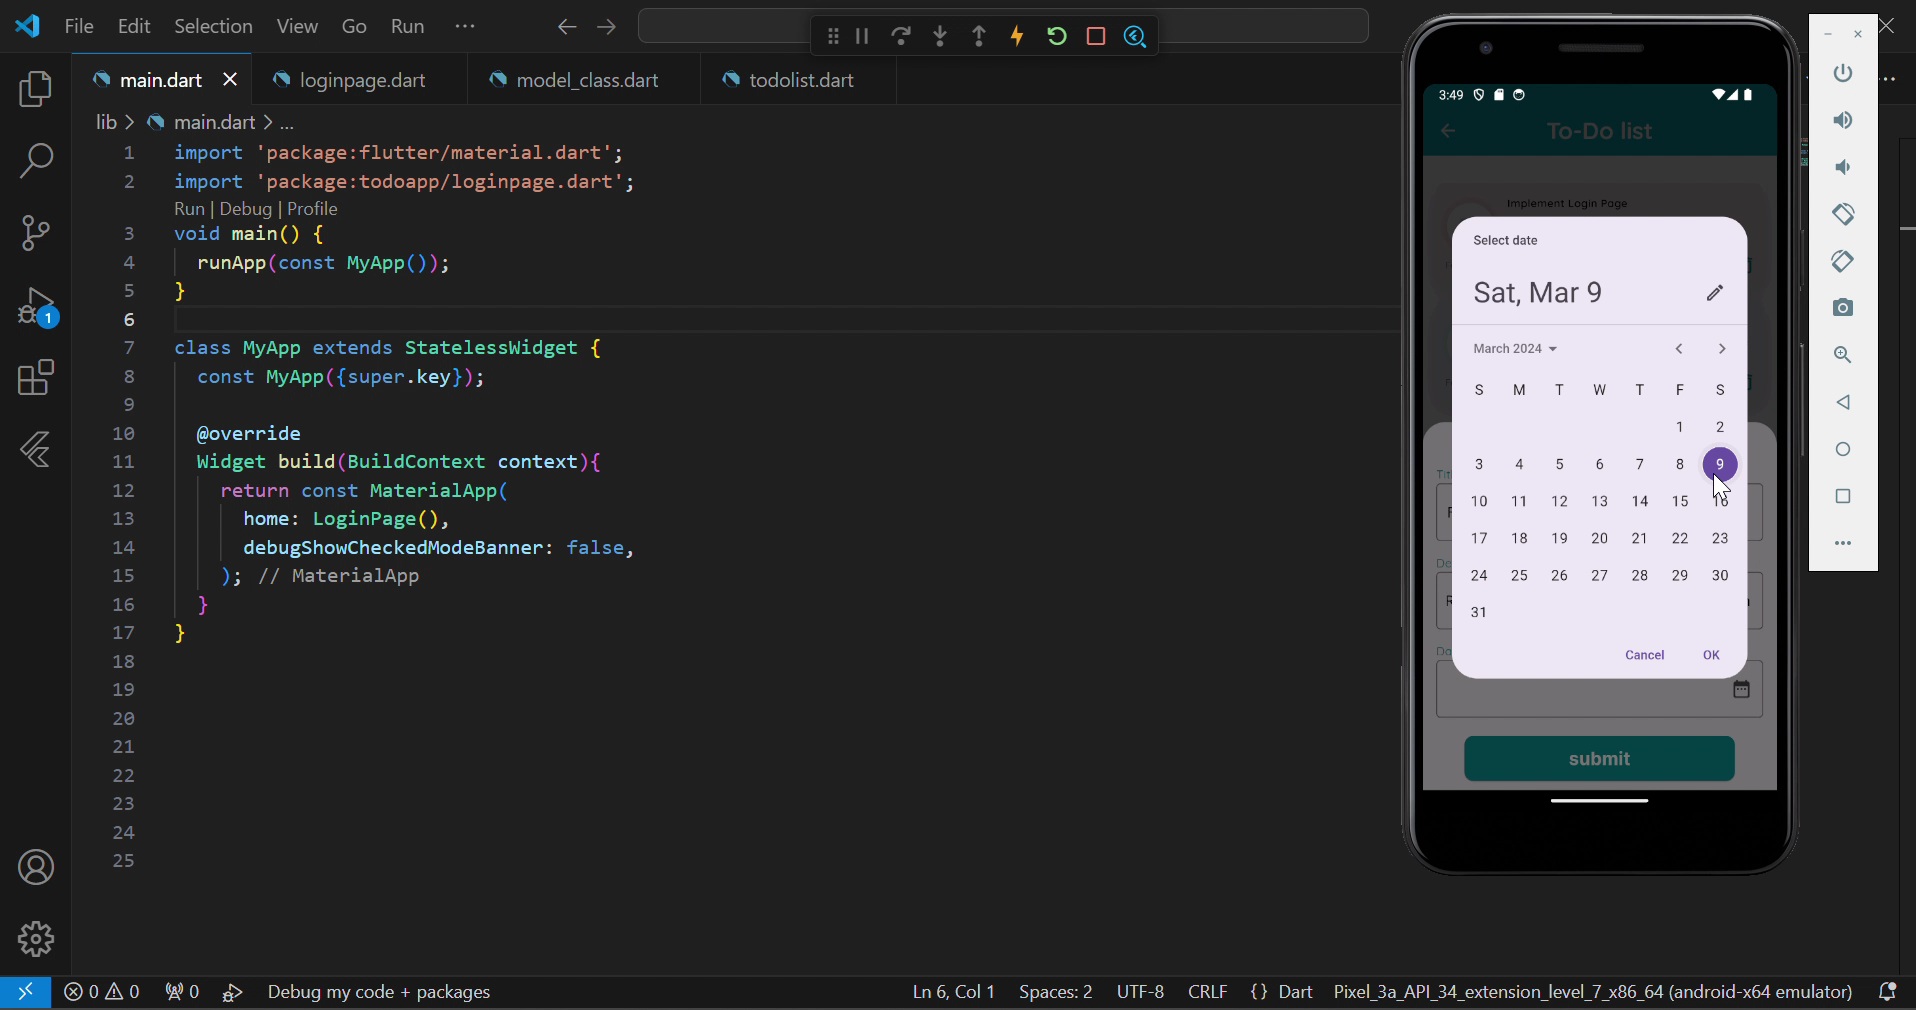 File Edit Selection View Go Run ···
main.dart loginpage.dart model_class.dart todolist.dart
lib > main.dart > ...
1 import 'package:flutter/material.dart';
2 import 'package:todoapp/loginpage.dart';
Run | Debug | Profile
3 void main() {
4 runApp(const MyApp());
5 }
6
7 class MyApp extends StatelessWidget {
8 const MyApp({super.key});
9
10 @override
11 Widget build(BuildContext context){
12 return const MaterialApp(
13 home: LoginPage(),
14 debugShowCheckedModeBanner: false,
15 ); // MaterialApp
16 }
17 }
18
19
20
21
22
23
24
25
1
3:49
To-Do list
Implement Login Page
Select date
Sat, Mar 9
March 2024
S M T W T F S
1 2
3 4 5 6 7 8 9
10 11 12 13 14 15 16
17 18 19 20 21 22 23
24 25 26 27 28 29 30
31
Cancel OK
submit
0 0 0 Debug my code + packages
Ln 6, Col 1 Spaces: 2 UTF-8 CRLF {} Dart Pixel_3a_API_34_extension_level_7_x86_64 (android-x64 emulator)